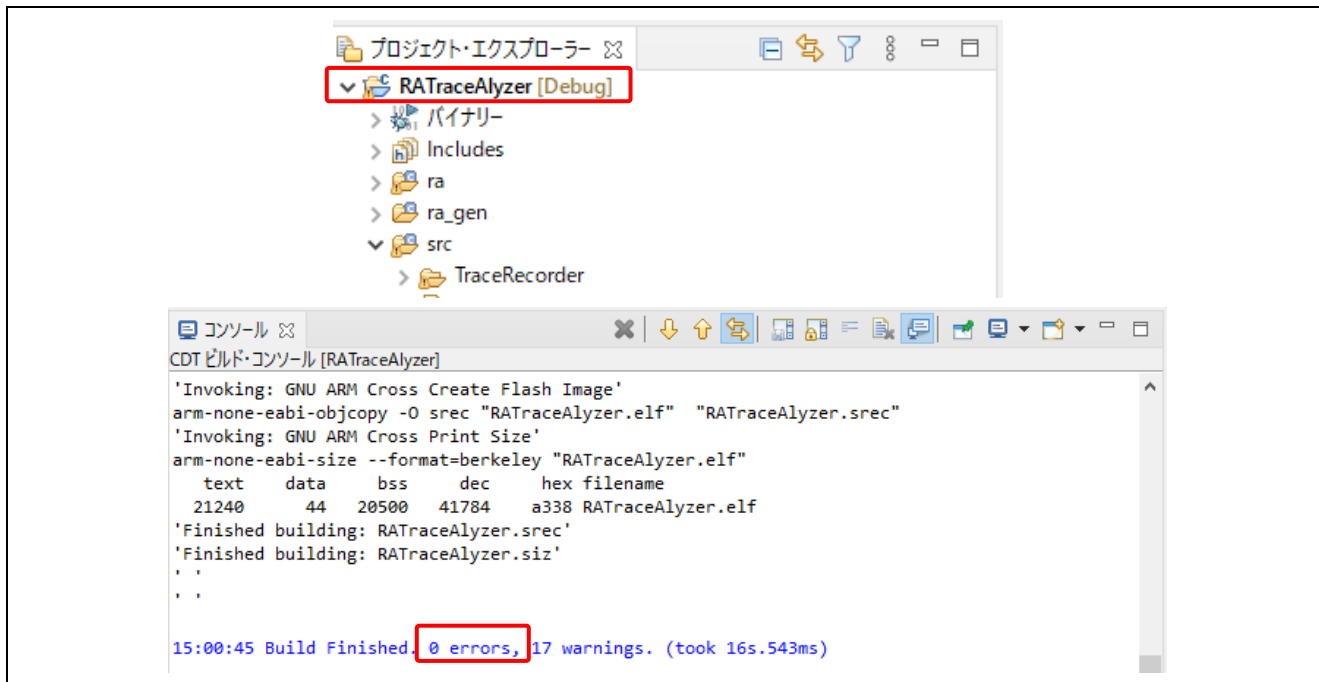 プロジェクト・エクスプローラー
RATraceAlyzer [Debug]
バイナリー
Includes
ra
ra_gen
src
TraceRecorder
コンソール
CDT ビルド・コンソール [RATraceAlyzer]
'Invoking: GNU ARM Cross Create Flash Image'
arm-none-eabi-objcopy -O srec "RATraceAlyzer.elf"  "RATraceAlyzer.srec"
'Invoking: GNU ARM Cross Print Size'
arm-none-eabi-size --format=berkeley "RATraceAlyzer.elf"
   text    data     bss     dec     hex filename
  21240      44   20500   41784    a338 RATraceAlyzer.elf
'Finished building: RATraceAlyzer.srec'
'Finished building: RATraceAlyzer.siz'
' '
' '
15:00:45 Build Finished. 0 errors, 17 warnings. (took 16s.543ms)